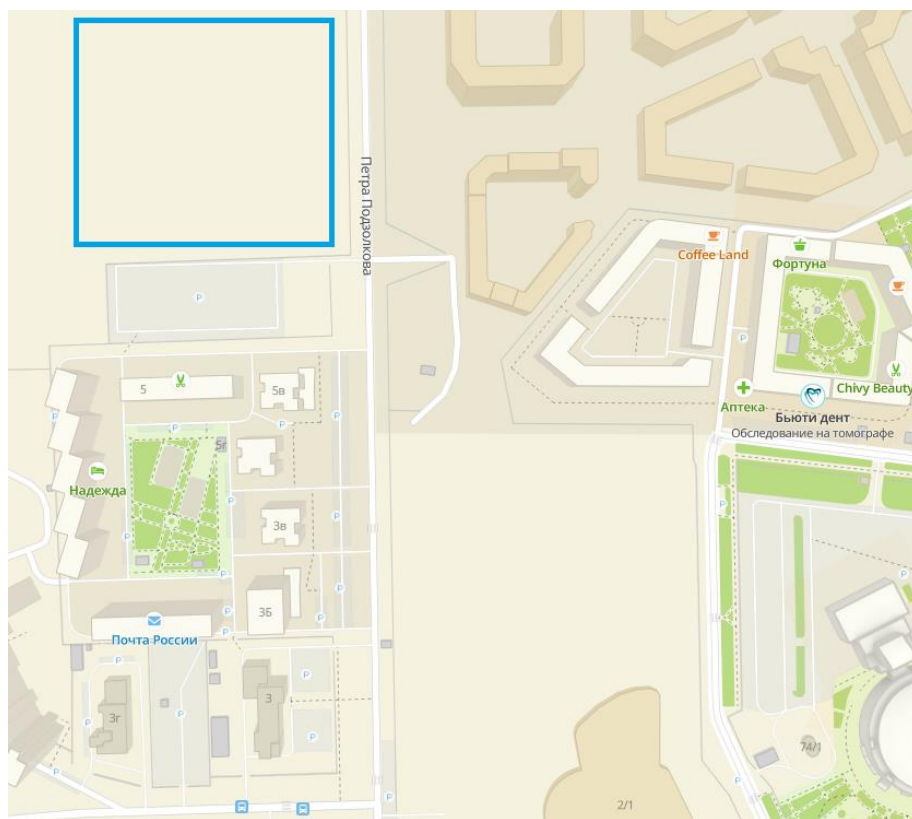 Петра Подзолкова
Coffee Land
Фортуна
P
5
5в
Chivy Beauty
Аптека
Бьюти дент
Обследование на томографе
5г
Надежда
3в
3Б
Почта России
3г
3
74/1
2/1